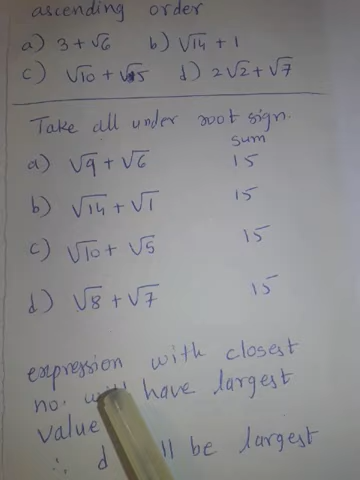 ascending order
a) 3 + √6 b) √14 + 1
c) √10 + √5 d) 2√2 + √7
Take all under root sign.
sum
a) √9 + √6 15
b) √14 + √1 15
c) √10 + √5 15
d) √8 + √7 15
expression with closest
no. have largest
value
∴ d be largest